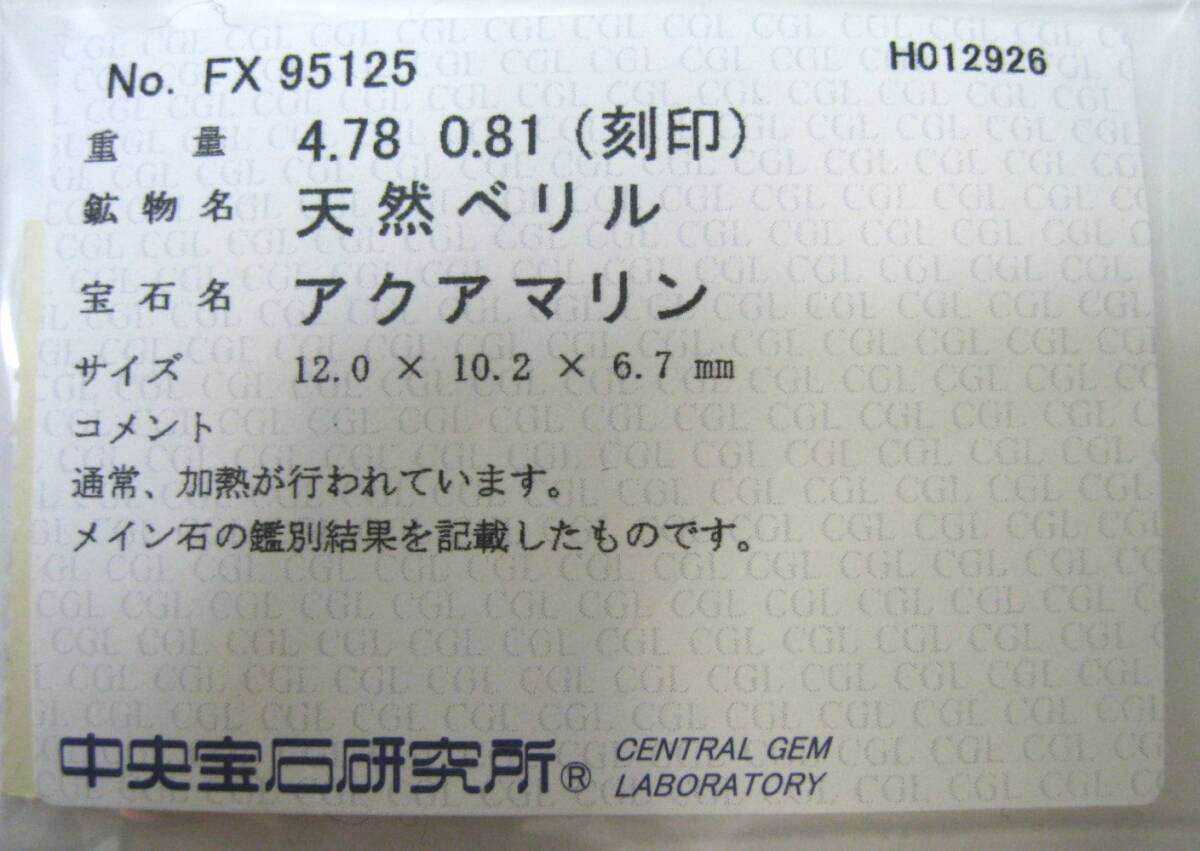 No. FX 95125 H012926
重量 4.78 0.81 (刻印)
鉱物名 天然ベリル
宝石名 アクアマリン
サイズ 12.0 × 10.2 × 6.7 mm
コメント
通常、加熱が行われています。
メイン石の鑑別結果を記載したものです。
中央宝石研究所® CENTRAL GEM
LABORATORY